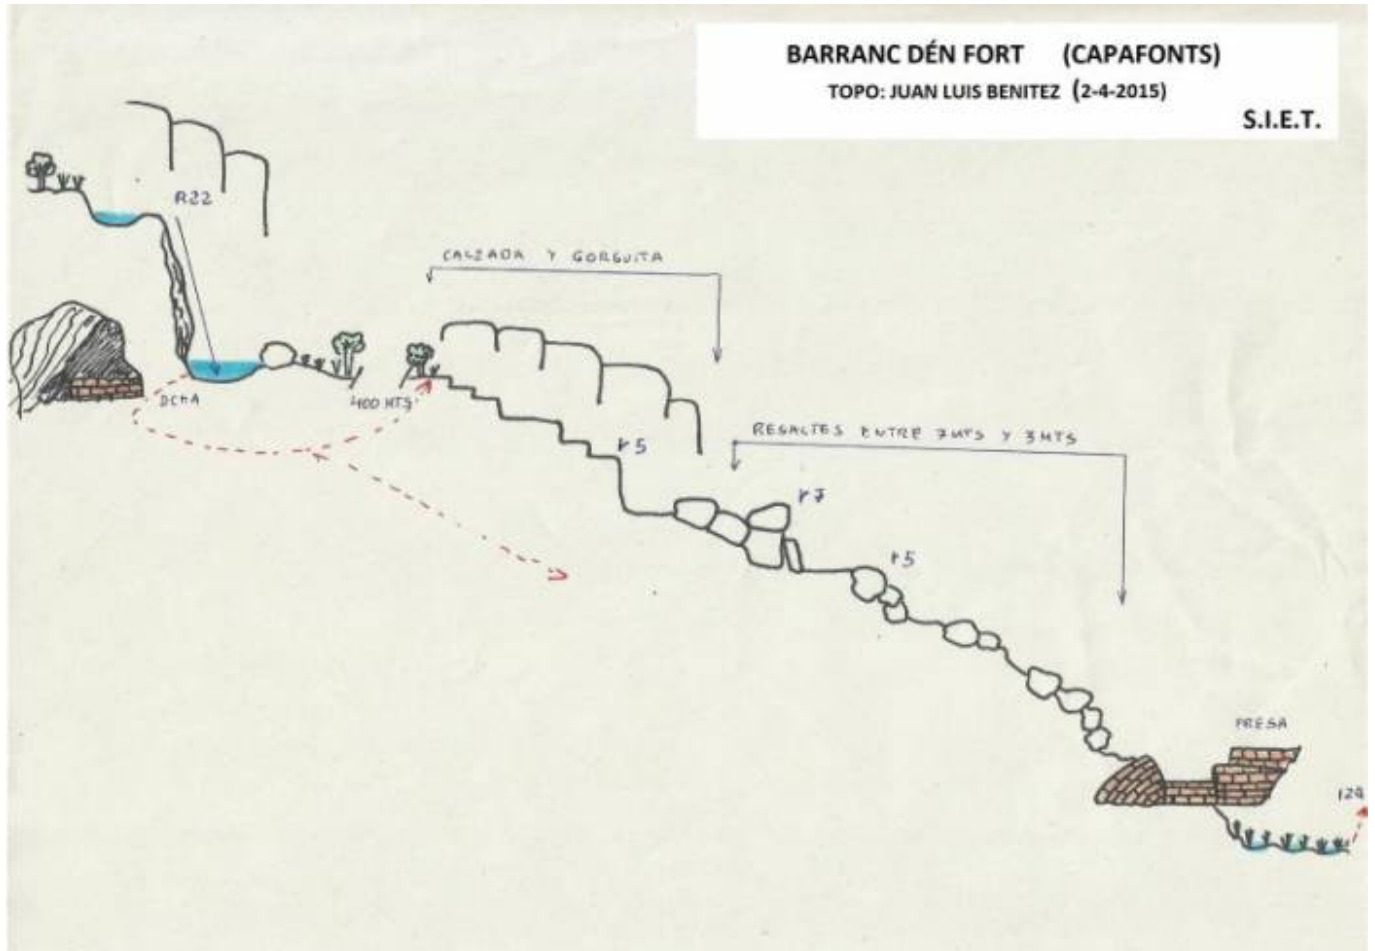 BARRANC DÉN FORT (CAPAFONTS)
TOPO: JUAN LUIS BENITEZ (2-4-2015)
S.I.E.T.
R22
CALZADA Y GORGUITA
DCHA
400 MTS
r5
RESALTES ENTRE 7MTS Y 3MTS
r7
r5
PRESA
IZQ